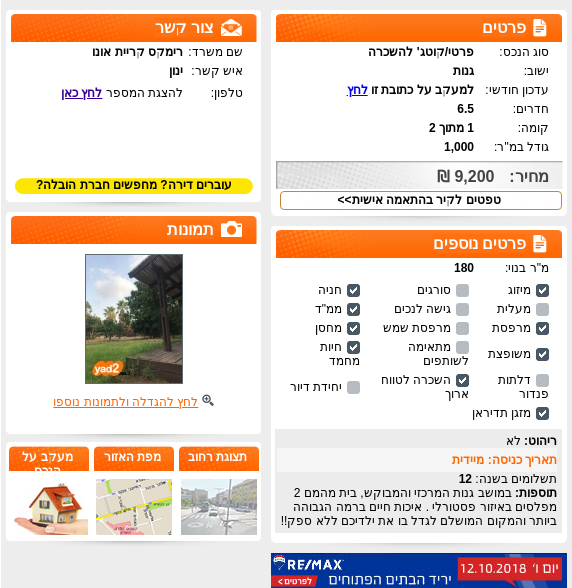 פרטים
סוג הנכס: פרטי/קוטג' להשכרה
ישוב: גנות
עדכון חודשי: למעקב על כתובת זו לחץ
חדרים: 6.5
קומה: 1 מתוך 2
גודל במ"ר: 1,000
מחיר: 9,200 ₪
טפטים לקיר בהתאמה אישית>>
פרטים נוספים
מ"ר בנוי: 180
מיזוג סורגים חניה
מעלית גישה לנכים ממ"ד
מרפסת מרפסת שמש מחסן
משופצת מתאימה לשותפים חיות מחמד
דלתות פנדור השכרה לטווח ארוך יחידת דיור
מזגן תדיראן
ריהוט: לא
תאריך כניסה: מיידית
תשלומים בשנה: 12
תוספות: במושב גנות המרכזי והמבוקש, בית מהמם 2
מפלסים באיזור פסטורלי . איכות חיים ברמה הגבוהה
ביותר והמקום המושלם לגדל בו את ילדיכם ללא ספק!!
RE/MAX
יום ו' 12.10.2018
יריד הבתים הפתוחים
לפרטים >
צור קשר
שם משרד: רימקס קריית אונו
איש קשר: ינון
טלפון: להצגת המספר לחץ כאן
עוברים דירה? מחפשים חברת הובלה?
תמונות
yad2
לחץ להגדלה ולתמונות נוספו
תצוגת רחוב
מפת האזור
מעקב על
הנכס